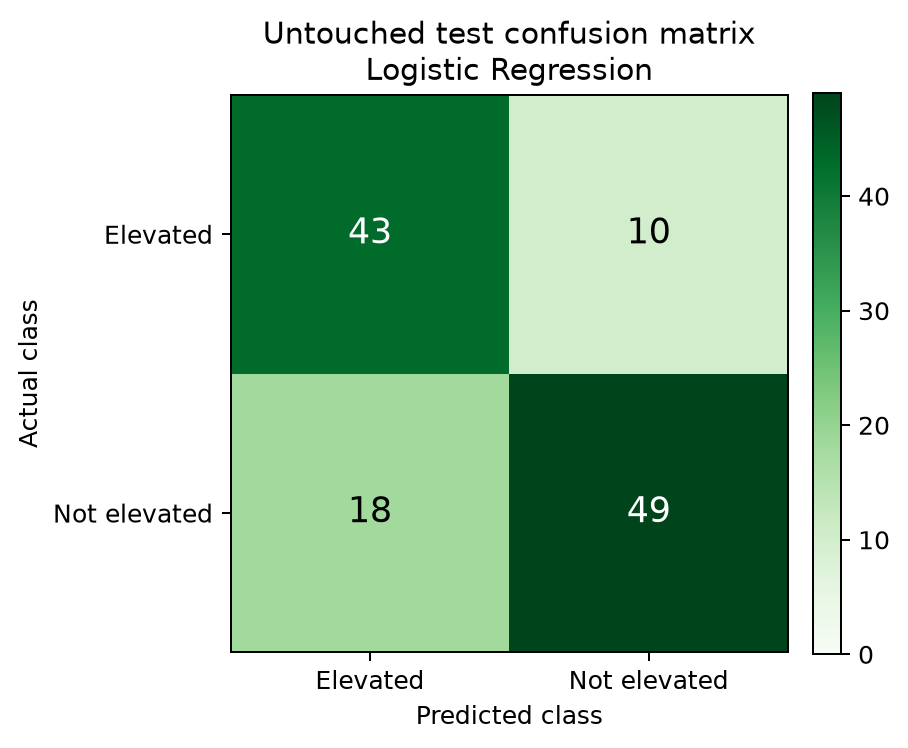 Untouched test confusion matrix
Logistic Regression
Actual class
Elevated
Not elevated
43
10
18
49
Elevated
Not elevated
Predicted class
40
30
20
10
0